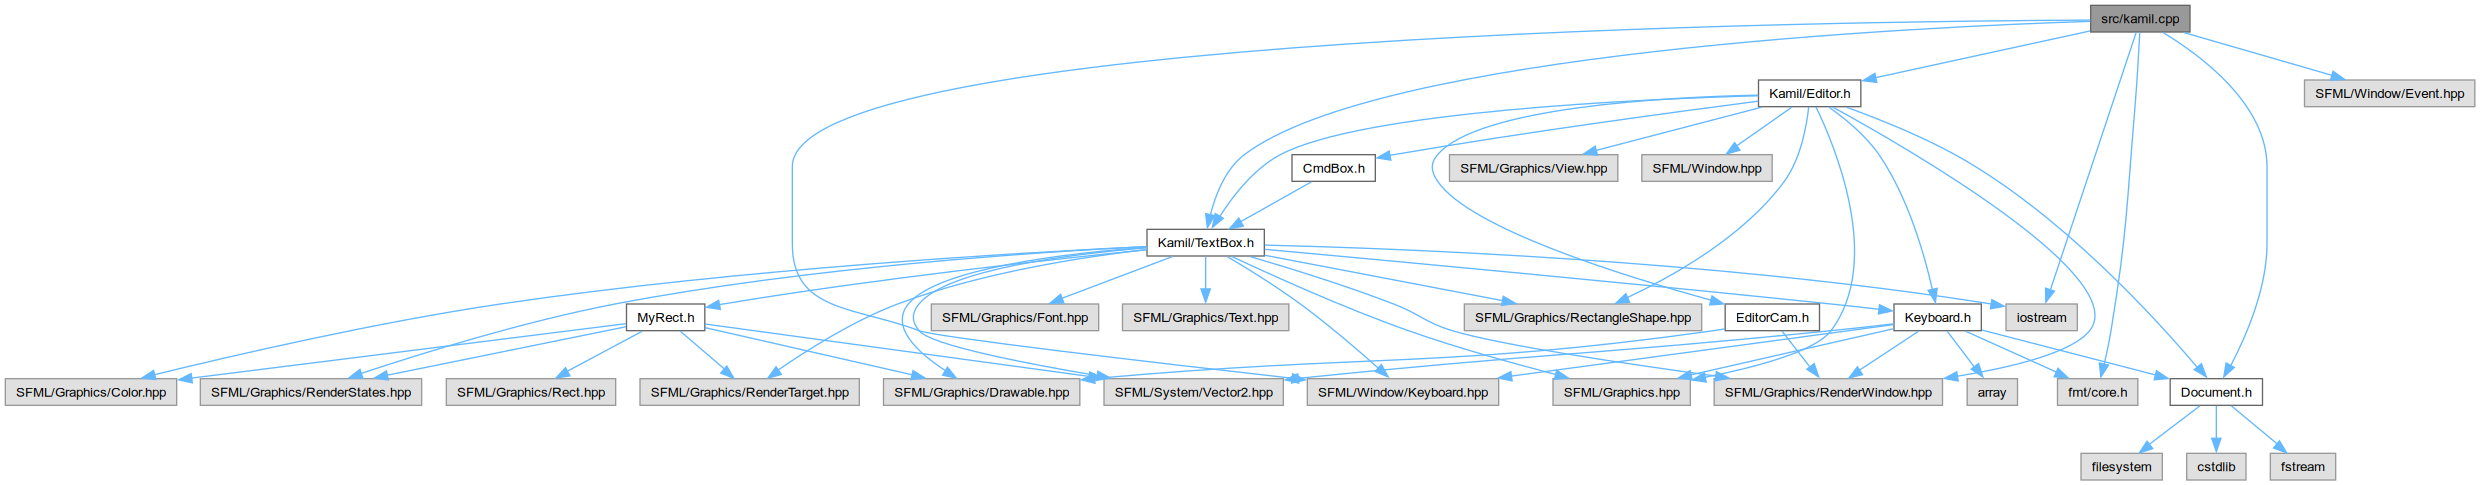 src/kamil.cpp
Kamil/Editor.h
SFML/Window/Event.hpp
CmdBox.h
SFML/Graphics/View.hpp
SFML/Window.hpp
Kamil/TextBox.h
MyRect.h
SFML/Graphics/Font.hpp
SFML/Graphics/Text.hpp
SFML/Graphics/RectangleShape.hpp
EditorCam.h
Keyboard.h
iostream
SFML/Graphics/Color.hpp
SFML/Graphics/RenderStates.hpp
SFML/Graphics/Rect.hpp
SFML/Graphics/RenderTarget.hpp
SFML/Graphics/Drawable.hpp
SFML/System/Vector2.hpp
SFML/Window/Keyboard.hpp
SFML/Graphics.hpp
SFML/Graphics/RenderWindow.hpp
array
fmt/core.h
Document.h
filesystem
cstdlib
fstream